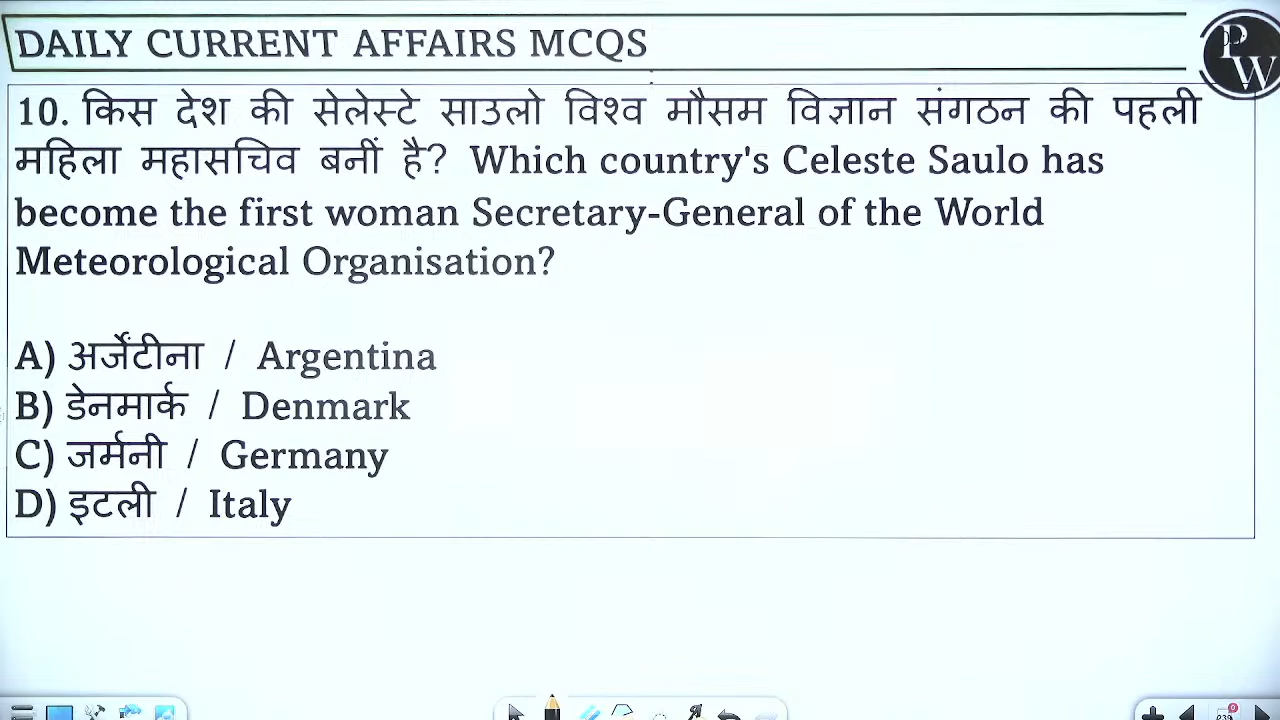 DAILY CURRENT AFFAIRS MCQS
PW
10. किस देश की सेलेस्टे साउलो विश्व मौसम विज्ञान संगठन की पहली
महिला महासचिव बनीं है? Which country's Celeste Saulo has
become the first woman Secretary-General of the World
Meteorological Organisation?
A) अर्जेंटीना / Argentina
B) डेनमार्क / Denmark
C) जर्मनी / Germany
D) इटली / Italy